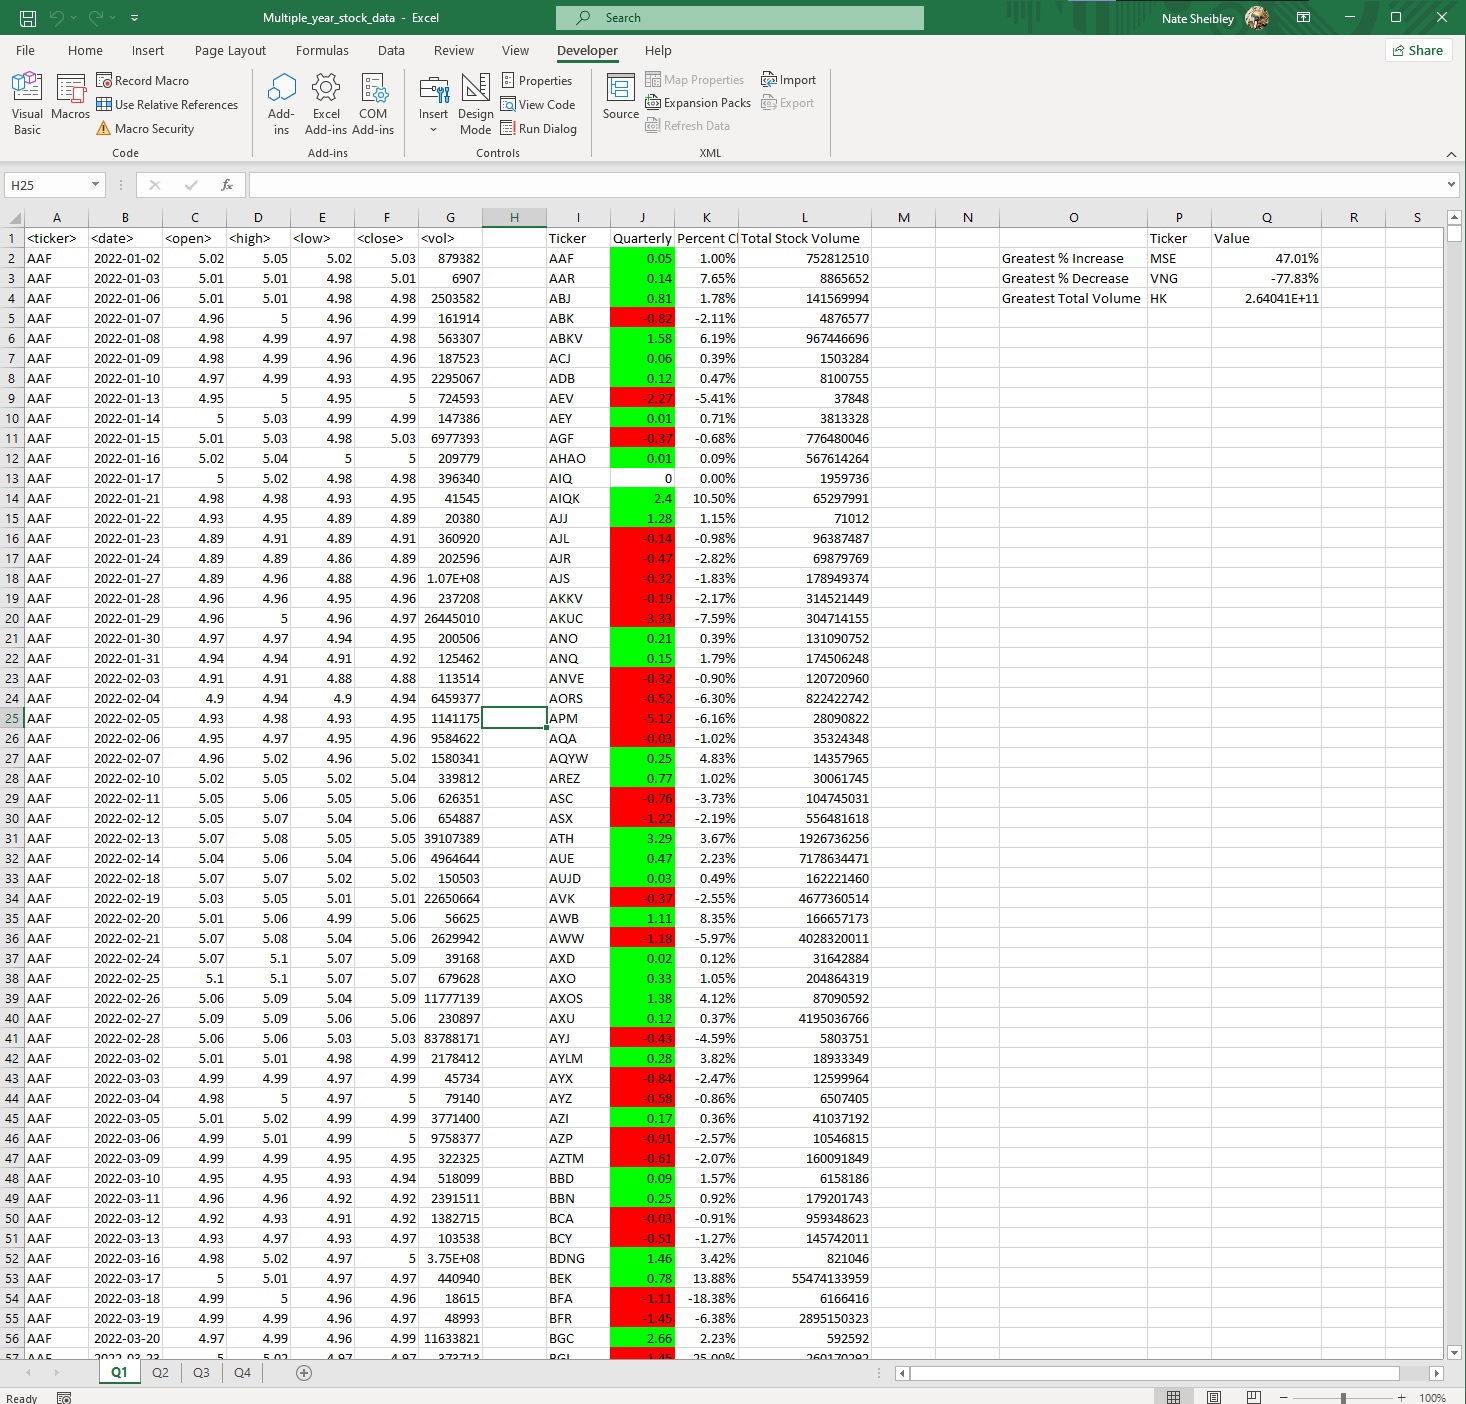 Multiple_year_stock_data - Excel
Search
Nate Sheibley
File Home Insert Page Layout Formulas Data Review View Developer Help
Share
Visual Basic
Macros
Record Macro
Use Relative References
Macro Security
Code
Add-ins
Excel Add-ins
COM Add-ins
Add-ins
Insert
Design Mode
Properties
View Code
Run Dialog
Controls
Source
Map Properties
Expansion Packs
Refresh Data
Import
Export
XML
H25
fx
A B C D E F G H I J K L M N O P Q R S
1 <ticker> <date> <open> <high> <low> <close> <vol> Ticker Quarterly Percent Cl Total Stock Volume Ticker Value
2 AAF 2022-01-02 5.02 5.05 5.02 5.03 879382 AAF 0.05 1.00% 752812510 Greatest % Increase MSE 47.01%
3 AAF 2022-01-03 5.01 5.01 4.98 5.01 6907 AAR 0.14 7.65% 8865652 Greatest % Decrease VNG -77.83%
4 AAF 2022-01-06 5.01 5.01 4.98 4.98 2503582 ABJ 0.81 1.78% 141569994 Greatest Total Volume HK 2.64041E+11
5 AAF 2022-01-07 4.96 5 4.96 4.99 161914 ABK -0.82 -2.11% 4876577
6 AAF 2022-01-08 4.98 4.99 4.97 4.98 563307 ABKV 1.58 6.19% 967446696
7 AAF 2022-01-09 4.98 4.99 4.96 4.96 187523 ACJ 0.06 0.39% 1503284
8 AAF 2022-01-10 4.97 4.99 4.93 4.95 2295067 ADB 0.12 0.47% 8100755
9 AAF 2022-01-13 4.95 5 4.95 5 724593 AEV -2.27 -5.41% 37848
10 AAF 2022-01-14 5 5.03 4.99 4.99 147386 AEY 0.01 0.71% 3813328
11 AAF 2022-01-15 5.01 5.03 4.98 5.03 6977393 AGF -0.37 -0.68% 776480046
12 AAF 2022-01-16 5.02 5.04 5 5 209779 AHAO 0.01 0.09% 567614264
13 AAF 2022-01-17 5 5.02 4.98 4.98 396340 AIQ 0 0.00% 1959736
14 AAF 2022-01-21 4.98 4.98 4.93 4.95 41545 AIQK 2.4 10.50% 65297991
15 AAF 2022-01-22 4.93 4.95 4.89 4.89 20380 AJJ 1.28 1.15% 71012
16 AAF 2022-01-23 4.89 4.91 4.89 4.91 360920 AJL -0.14 -0.98% 96387487
17 AAF 2022-01-24 4.89 4.89 4.86 4.89 202596 AJR -0.47 -2.82% 69879769
18 AAF 2022-01-27 4.89 4.96 4.88 4.96 1.07E+08 AJS -0.32 -1.83% 178949374
19 AAF 2022-01-28 4.96 4.96 4.95 4.96 237208 AKKV -0.19 -2.17% 314521449
20 AAF 2022-01-29 4.96 5 4.96 4.97 26445010 AKUC -3.33 -7.59% 304714155
21 AAF 2022-01-30 4.97 4.97 4.94 4.95 200506 ANO 0.21 0.39% 131090752
22 AAF 2022-01-31 4.94 4.94 4.91 4.92 125462 ANQ 0.15 1.79% 174506248
23 AAF 2022-02-03 4.91 4.91 4.88 4.88 113514 ANVE -0.32 -0.90% 120720960
24 AAF 2022-02-04 4.9 4.94 4.9 4.94 6459377 AORS -0.52 -6.30% 822422742
25 AAF 2022-02-05 4.93 4.98 4.93 4.95 1141175 APM -5.12 -6.16% 28090822
26 AAF 2022-02-06 4.95 4.97 4.95 4.96 9584622 AQA -0.03 -1.02% 35324348
27 AAF 2022-02-07 4.96 5.02 4.96 5.02 1580341 AQYW 0.25 4.83% 14357965
28 AAF 2022-02-10 5.02 5.05 5.02 5.04 339812 AREZ 0.77 1.02% 30061745
29 AAF 2022-02-11 5.05 5.06 5.05 5.06 626351 ASC -0.76 -3.73% 104745031
30 AAF 2022-02-12 5.05 5.07 5.04 5.06 654887 ASX -1.22 -2.19% 556481618
31 AAF 2022-02-13 5.07 5.08 5.05 5.05 39107389 ATH 3.29 3.67% 1926736256
32 AAF 2022-02-14 5.04 5.06 5.04 5.06 4964644 AUE 0.47 2.23% 7178634471
33 AAF 2022-02-18 5.07 5.07 5.02 5.02 150503 AUJD 0.03 0.49% 162221460
34 AAF 2022-02-19 5.03 5.05 5.01 5.01 22650664 AVK -0.37 -2.55% 4677360514
35 AAF 2022-02-20 5.01 5.06 4.99 5.06 56625 AWB 1.11 8.35% 166657173
36 AAF 2022-02-21 5.07 5.08 5.04 5.06 2629942 AWW -1.18 -5.97% 4028320011
37 AAF 2022-02-24 5.07 5.1 5.07 5.09 39168 AXD 0.02 0.12% 31642884
38 AAF 2022-02-25 5.1 5.1 5.07 5.07 679628 AXO 0.33 1.05% 204864319
39 AAF 2022-02-26 5.06 5.09 5.04 5.09 11777139 AXOS 1.38 4.12% 87090592
40 AAF 2022-02-27 5.09 5.09 5.06 5.06 230897 AXU 0.12 0.37% 4195036766
41 AAF 2022-02-28 5.06 5.06 5.03 5.03 83788171 AYJ -0.43 -4.59% 5803751
42 AAF 2022-03-02 5.01 5.01 4.98 4.99 2178412 AYLM 0.28 3.82% 18933349
43 AAF 2022-03-03 4.99 4.99 4.97 4.99 45734 AYX -0.84 -2.47% 12599964
44 AAF 2022-03-04 4.98 5 4.97 5 79140 AYZ -0.58 -0.86% 6507405
45 AAF 2022-03-05 5.01 5.02 4.99 4.99 3771400 AZI 0.17 0.36% 41037192
46 AAF 2022-03-06 4.99 5.01 4.99 5 9758377 AZP -0.91 -2.57% 10546815
47 AAF 2022-03-09 4.99 4.99 4.95 4.95 322325 AZTM -0.61 -2.07% 160091849
48 AAF 2022-03-10 4.95 4.95 4.93 4.94 518099 BBD 0.09 1.57% 6158186
49 AAF 2022-03-11 4.96 4.96 4.92 4.92 2391511 BBN 0.25 0.92% 179201743
50 AAF 2022-03-12 4.92 4.93 4.91 4.92 1382715 BCA -0.03 -0.91% 959348623
51 AAF 2022-03-13 4.93 4.97 4.93 4.97 103538 BCY -0.51 -1.27% 145742011
52 AAF 2022-03-16 4.98 5.02 4.97 5 3.75E+08 BDNG 1.46 3.42% 821046
53 AAF 2022-03-17 5 5.01 4.97 4.97 440940 BEK 0.78 13.88% 55474133959
54 AAF 2022-03-18 4.99 5 4.96 4.96 18615 BFA -1.11 -18.38% 6166416
55 AAF 2022-03-19 4.99 4.99 4.96 4.97 48993 BFR -1.45 -6.38% 2895150323
56 AAF 2022-03-20 4.97 4.99 4.96 4.99 11633821 BGC 2.66 2.23% 592592
57 AAF
Q1 Q2 Q3 Q4
Ready
100%